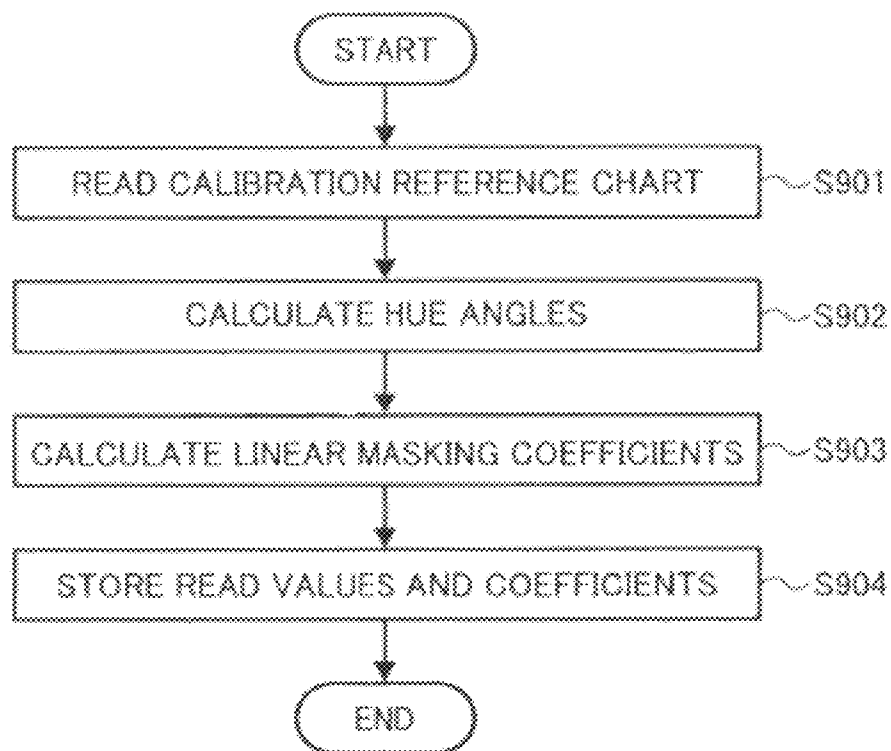 START
READ CALIBRATION REFERENCE CHART
S901
CALCULATE HUE ANGLES
S902
CALCULATE LINEAR MASKING COEFFICIENTS
S903
STORE READ VALUES AND COEFFICIENTS
S904
END